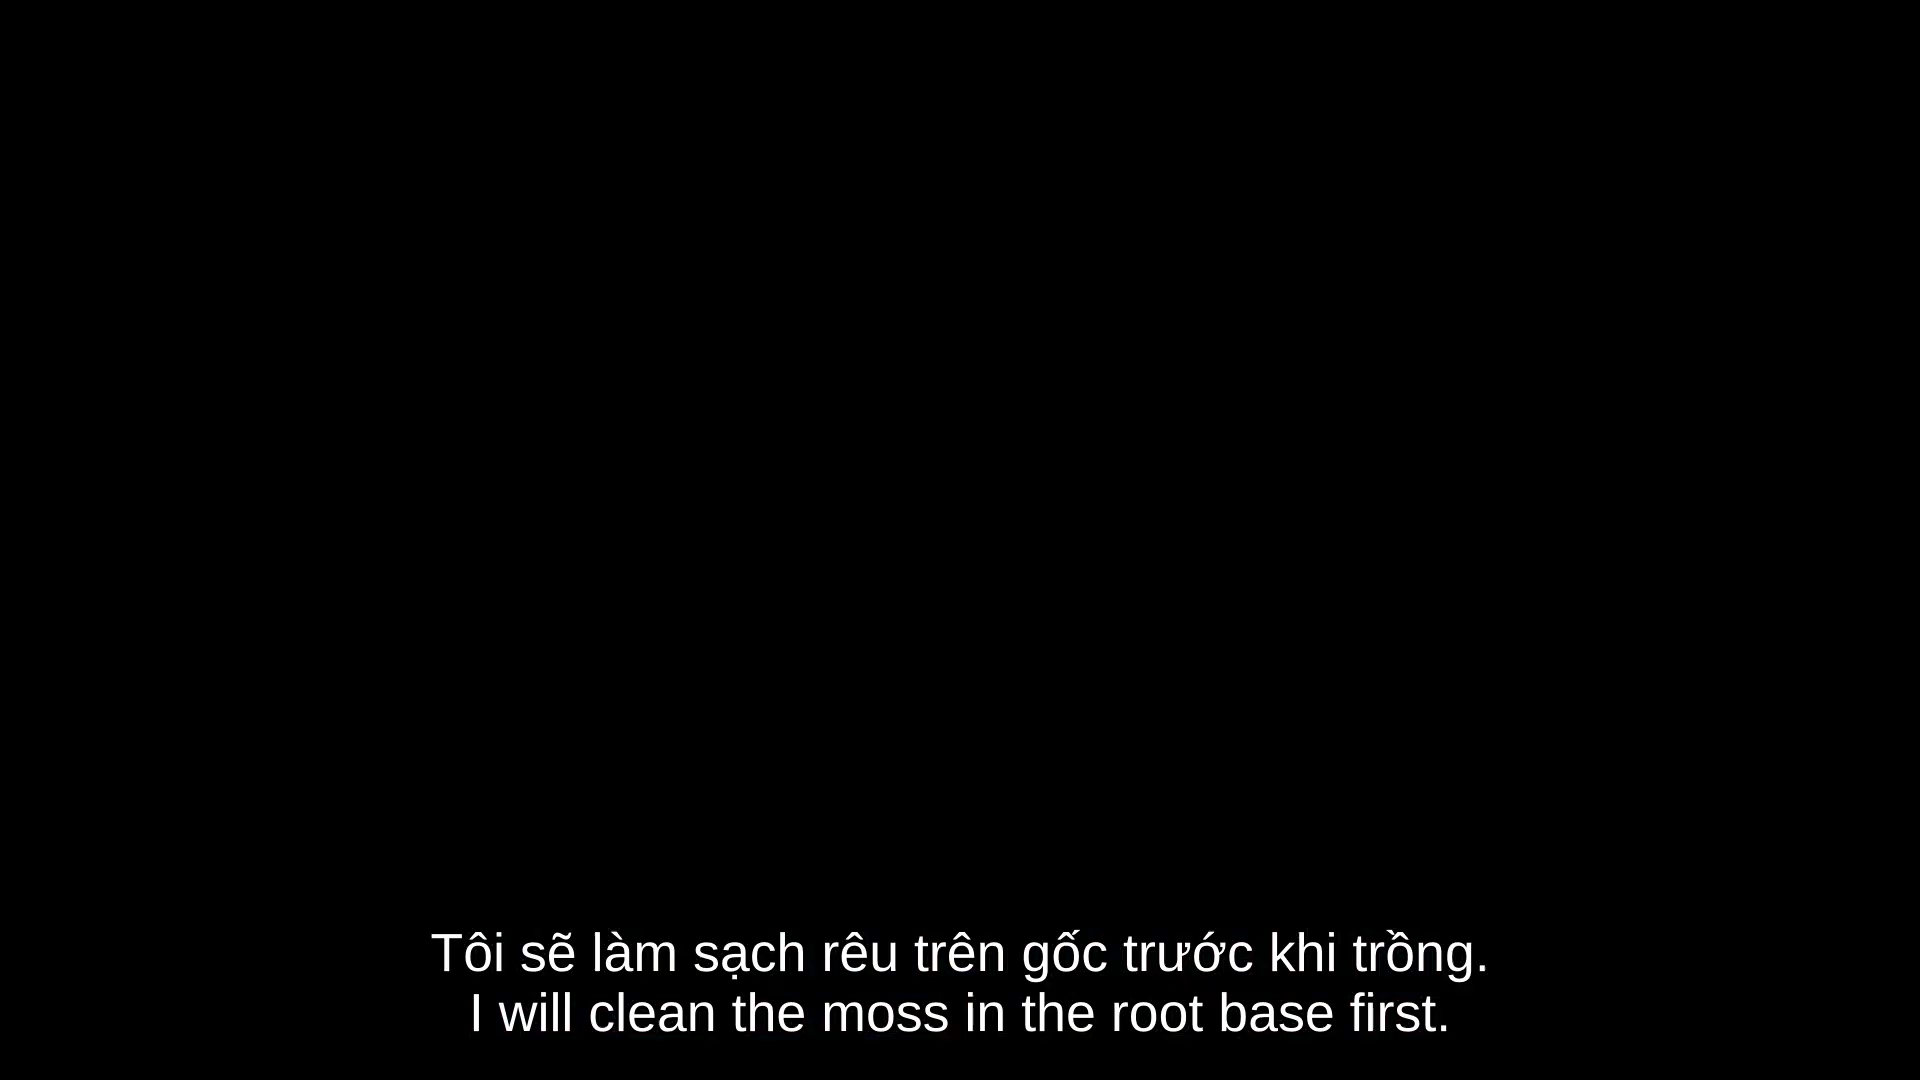 Tôi sẽ làm sạch rêu trên gốc trước khi trồng.
I will clean the moss in the root base first.